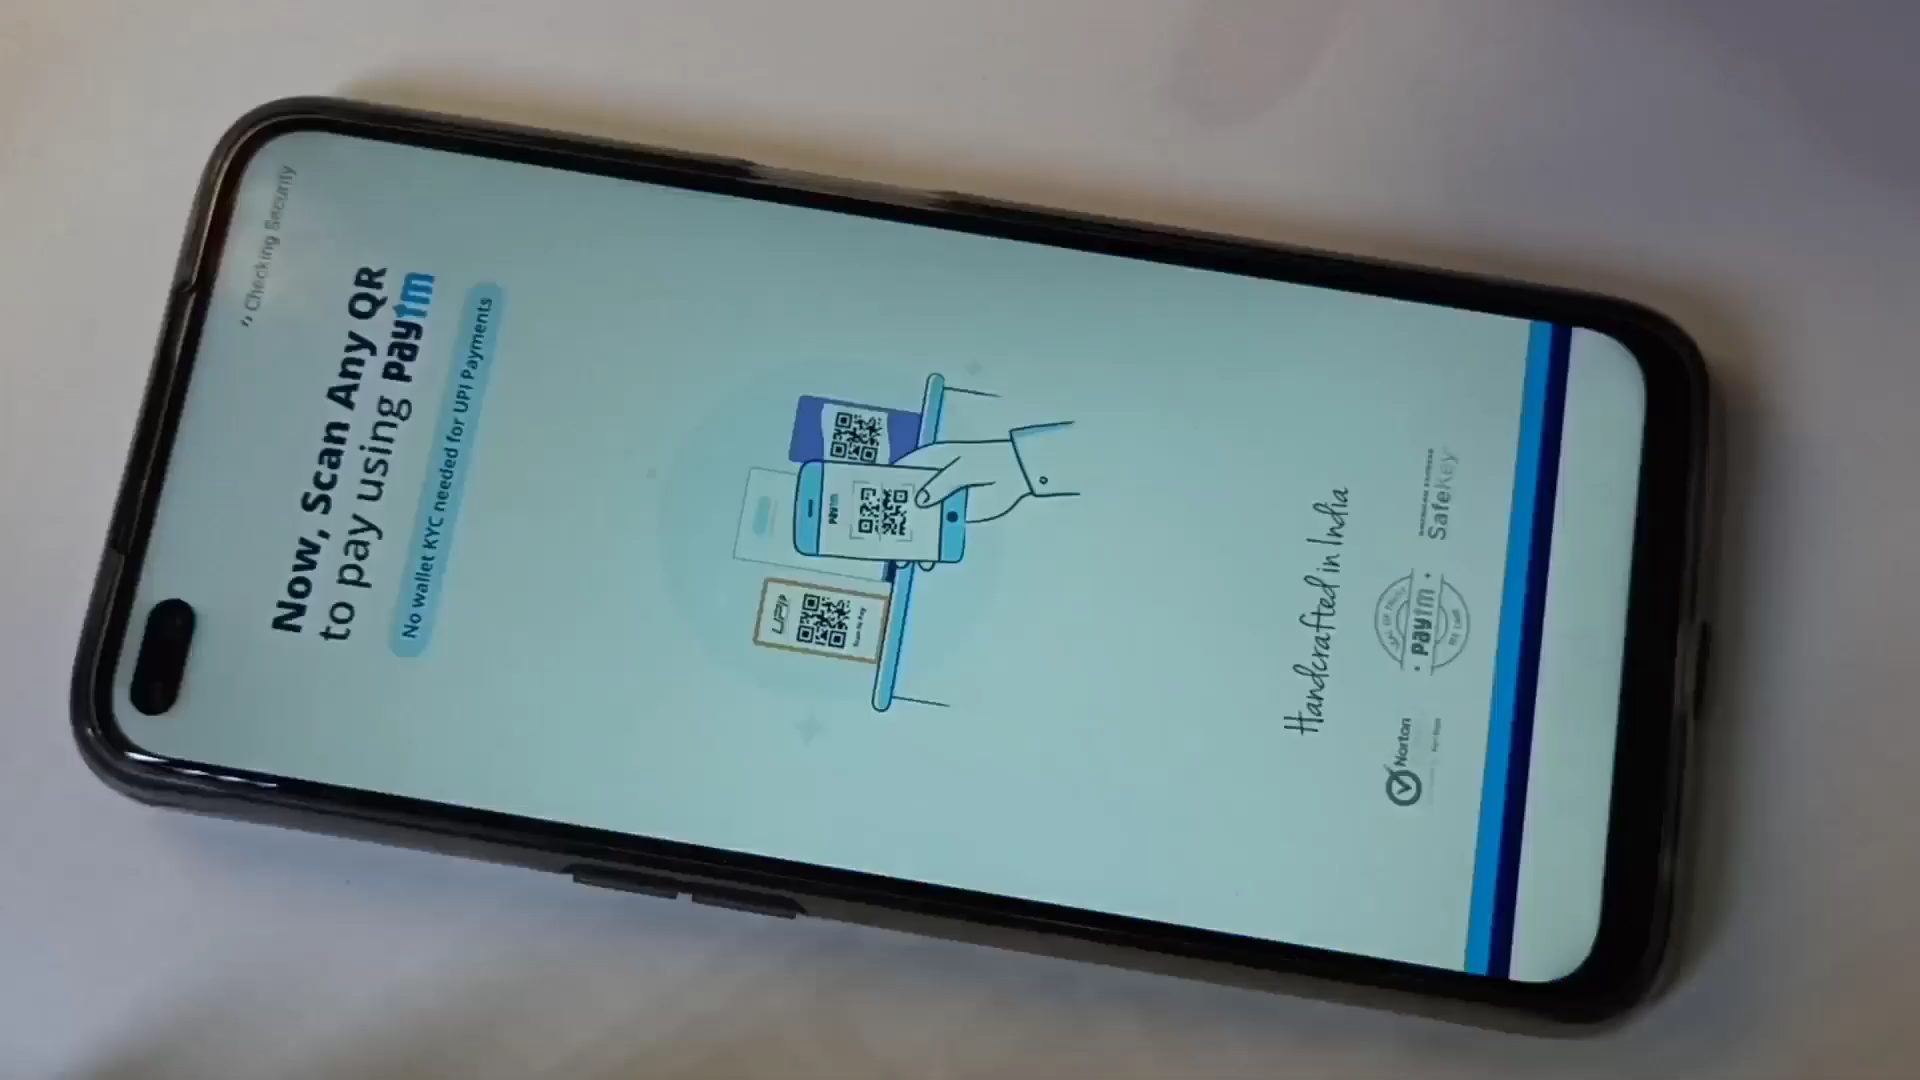 Checking Security
Now, Scan Any QR
to pay using Paytm
No wallet KYC needed for UPI Payments
Paytm
UPI
Handcrafted in India
Norton
Paytm
SafeKey